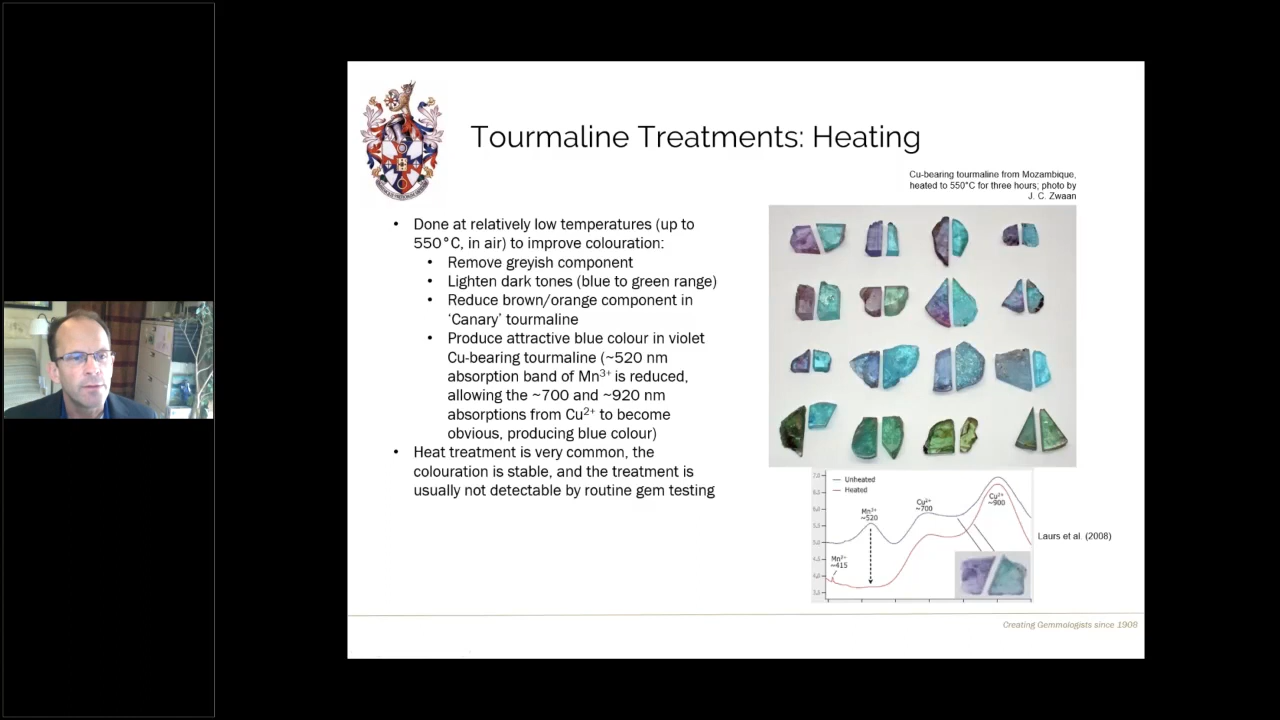 Tourmaline Treatments: Heating
Cu-bearing tourmaline from Mozambique,
heated to 550°C for three hours; photo by
J. C. Zwaan
• Done at relatively low temperatures (up to
550°C, in air) to improve colouration:
• Remove greyish component
• Lighten dark tones (blue to green range)
• Reduce brown/orange component in
‘Canary’ tourmaline
• Produce attractive blue colour in violet
Cu-bearing tourmaline (~520 nm
absorption band of Mn³⁺ is reduced,
allowing the ~700 and ~920 nm
absorptions from Cu²⁺ to become
obvious, producing blue colour)
• Heat treatment is very common, the
colouration is stable, and the treatment is
usually not detectable by routine gem testing
— Unheated
— Heated
Mn³⁺
~520
Cu²⁺
~700
Cu²⁺
~900
Mn²⁺
~415
Laurs et al. (2008)
Creating Gemmologists since 1908